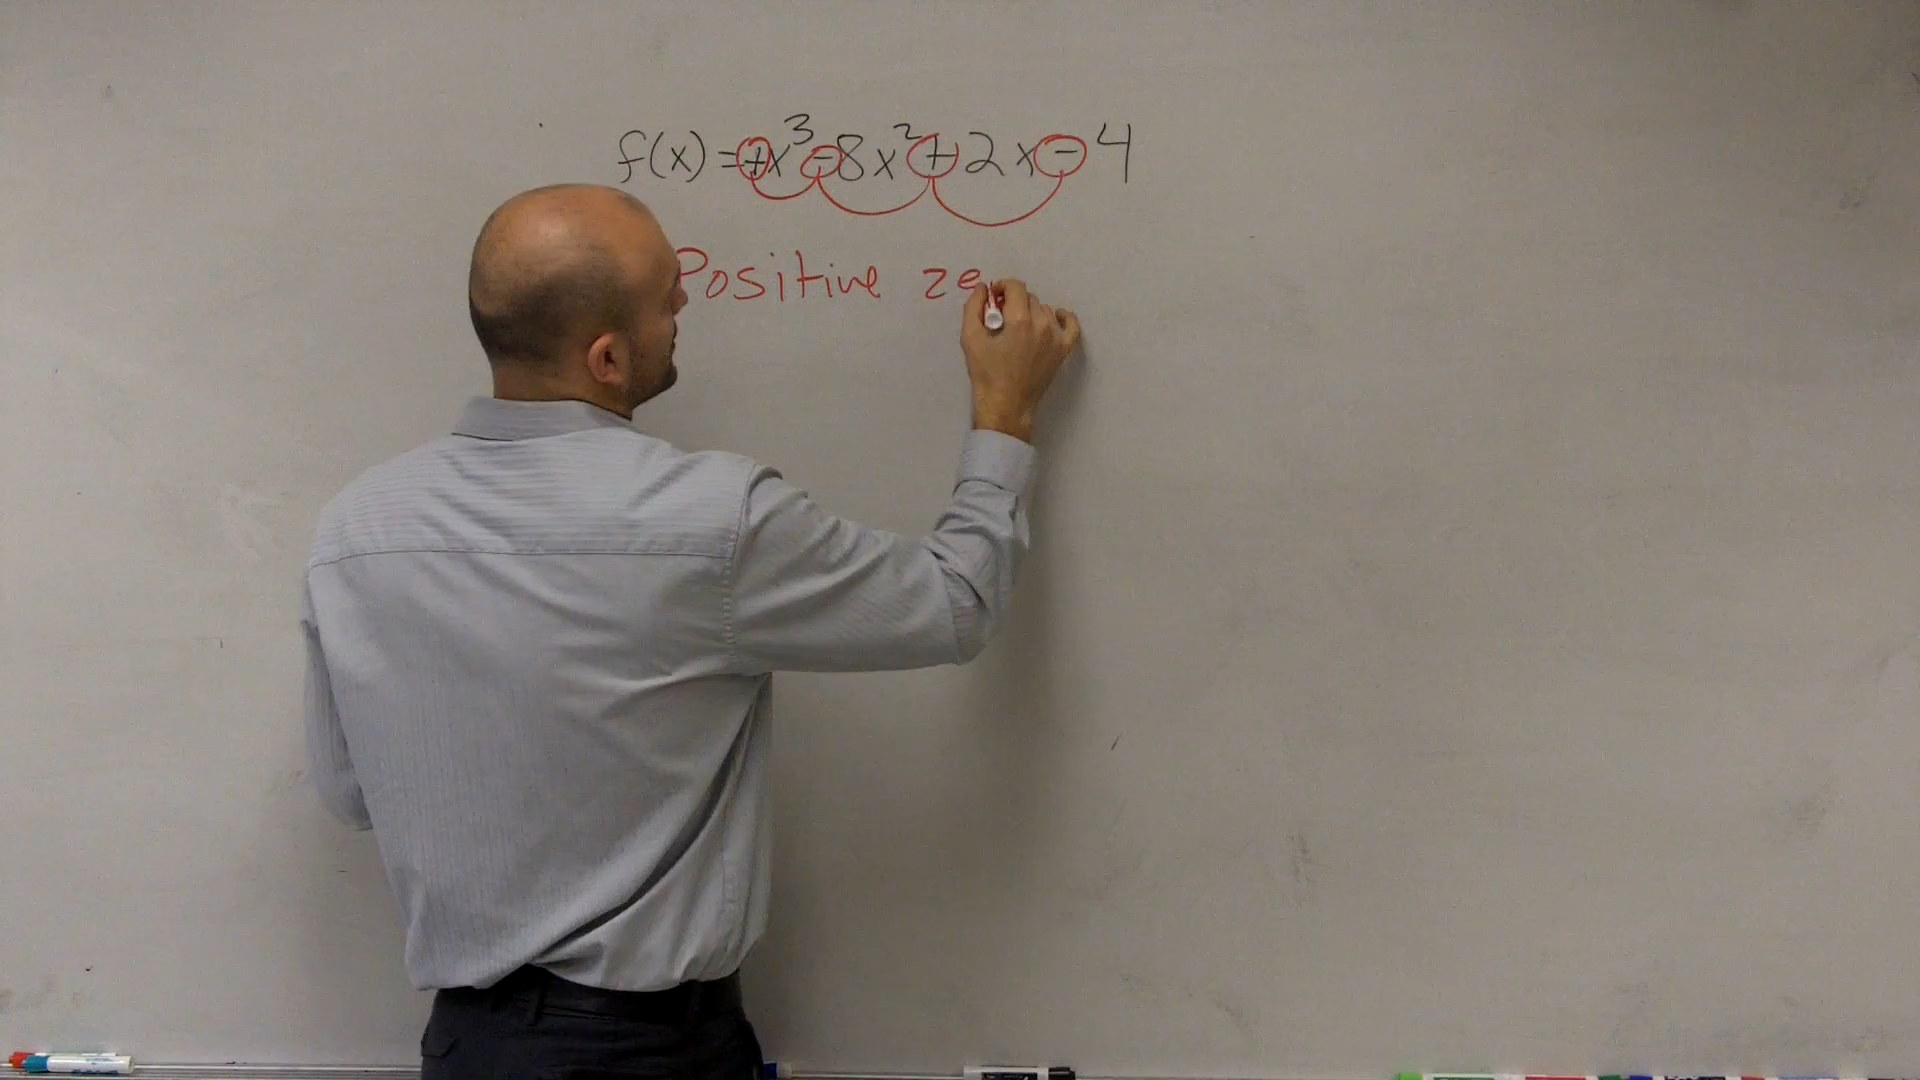 f(x) = +x³ - 8x² + 2x - 4
Positive ze